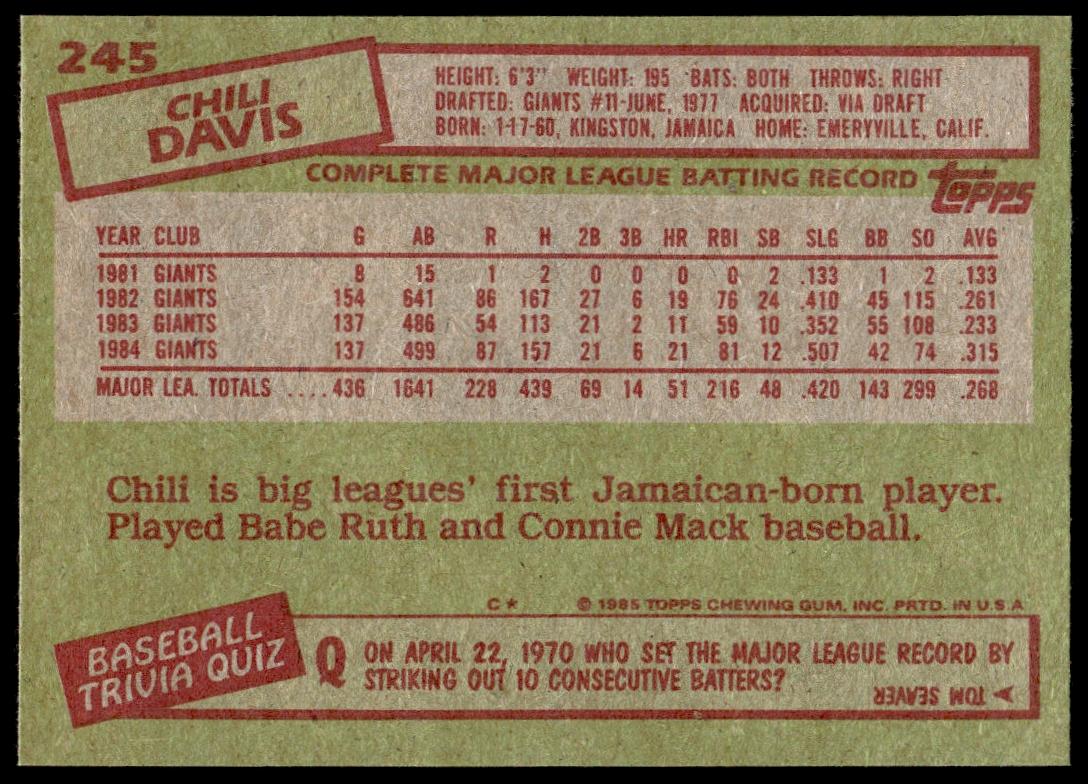 245
CHILI
DAVIS
HEIGHT: 6'3" WEIGHT: 195 BATS: BOTH THROWS: RIGHT
DRAFTED: GIANTS #11-JUNE, 1977 ACQUIRED: VIA DRAFT
BORN: 1-17-60, KINGSTON, JAMAICA HOME: EMERYVILLE, CALIF.
COMPLETE MAJOR LEAGUE BATTING RECORD topps
YEAR CLUB G AB R H 2B 3B HR RBI SB SLG BB SO AVG
1981 GIANTS 8 15 1 2 0 0 0 0 2 .133 1 2 .133
1982 GIANTS 154 641 86 167 27 6 19 76 24 .410 45 115 .261
1983 GIANTS 137 486 54 113 21 2 11 59 10 .352 55 108 .233
1984 GIANTS 137 499 87 157 21 6 21 81 12 .507 42 74 .315
MAJOR LEA. TOTALS ....436 1641 228 439 69 14 51 216 48 .420 143 299 .268
Chili is big leagues' first Jamaican-born player.
Played Babe Ruth and Connie Mack baseball.
C* © 1985 TOPPS CHEWING GUM, INC. PRTD. IN U.S.A
BASEBALL
TRIVIA QUIZ
Q ON APRIL 22, 1970 WHO SET THE MAJOR LEAGUE RECORD BY
STRIKING OUT 10 CONSECUTIVE BATTERS?
TOM SEAVER